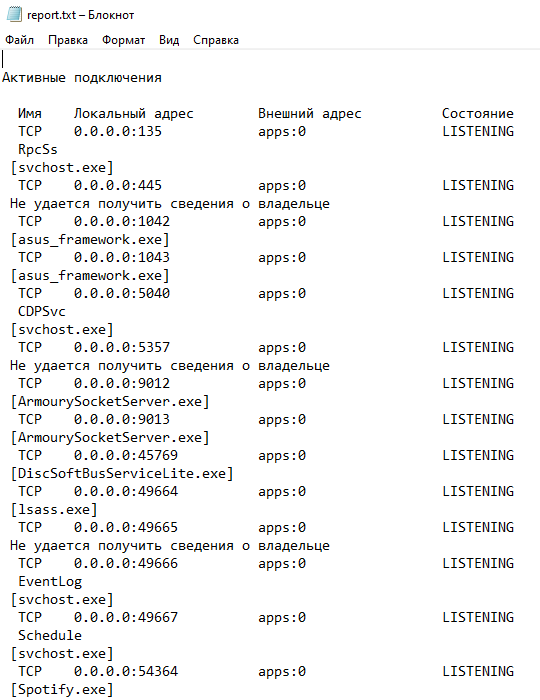 report.txt – Блокнот
Файл Правка Формат Вид Справка
Активные подключения
Имя Локальный адрес Внешний адрес Состояние
TCP 0.0.0.0:135 apps:0 LISTENING
RpcSs
[svchost.exe]
TCP 0.0.0.0:445 apps:0 LISTENING
Не удается получить сведения о владельце
TCP 0.0.0.0:1042 apps:0 LISTENING
[asus_framework.exe]
TCP 0.0.0.0:1043 apps:0 LISTENING
[asus_framework.exe]
TCP 0.0.0.0:5040 apps:0 LISTENING
CDPSvc
[svchost.exe]
TCP 0.0.0.0:5357 apps:0 LISTENING
Не удается получить сведения о владельце
TCP 0.0.0.0:9012 apps:0 LISTENING
[ArmourySocketServer.exe]
TCP 0.0.0.0:9013 apps:0 LISTENING
[ArmourySocketServer.exe]
TCP 0.0.0.0:45769 apps:0 LISTENING
[DiscSoftBusServiceLite.exe]
TCP 0.0.0.0:49664 apps:0 LISTENING
[lsass.exe]
TCP 0.0.0.0:49665 apps:0 LISTENING
Не удается получить сведения о владельце
TCP 0.0.0.0:49666 apps:0 LISTENING
EventLog
[svchost.exe]
TCP 0.0.0.0:49667 apps:0 LISTENING
Schedule
[svchost.exe]
TCP 0.0.0.0:54364 apps:0 LISTENING
[Spotify.exe]